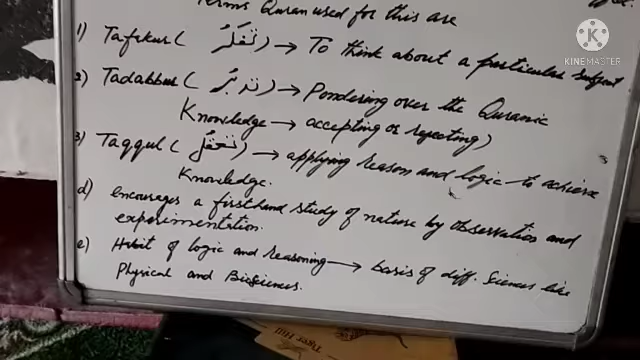 Terms Quran used for this are
1) Tafekur ( تفکر ) → To think about a particular subject
2) Tadabbur ( تدبر ) → Pondering over the Quranic
Knowledge → accepting or rejecting)
3) Taqqul ( تعقل ) → applying reason and logic to achieve
Knowledge.
d) encourages a firsthand study of nature by observation and
experimentation.
e) Habit of logic and reasoning → basis of diff. Sciences like
Physical and BioSciences.
KINEMASTER